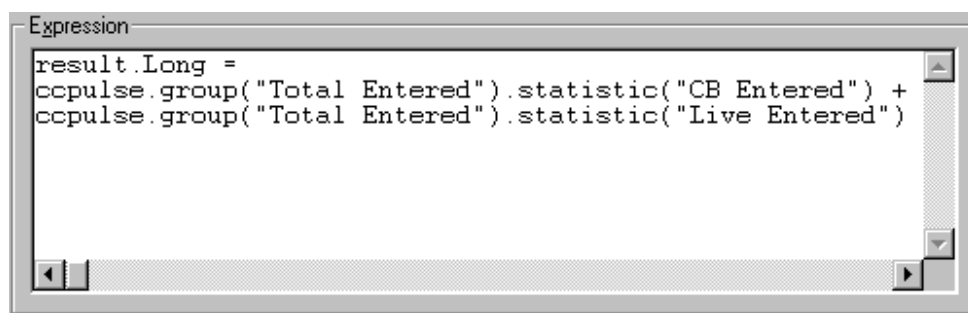 Expression
result.Long =
ccpulse.group("Total Entered").statistic("CB Entered") +
ccpulse.group("Total Entered").statistic("Live Entered")